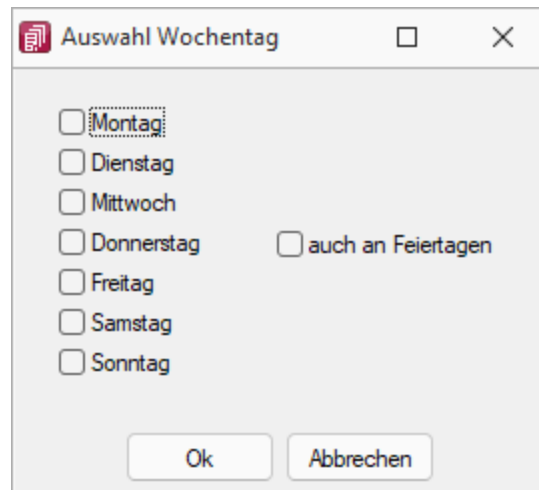 Auswahl Wochentag
Montag
Dienstag
Mittwoch
Donnerstag auch an Feiertagen
Freitag
Samstag
Sonntag
Ok Abbrechen